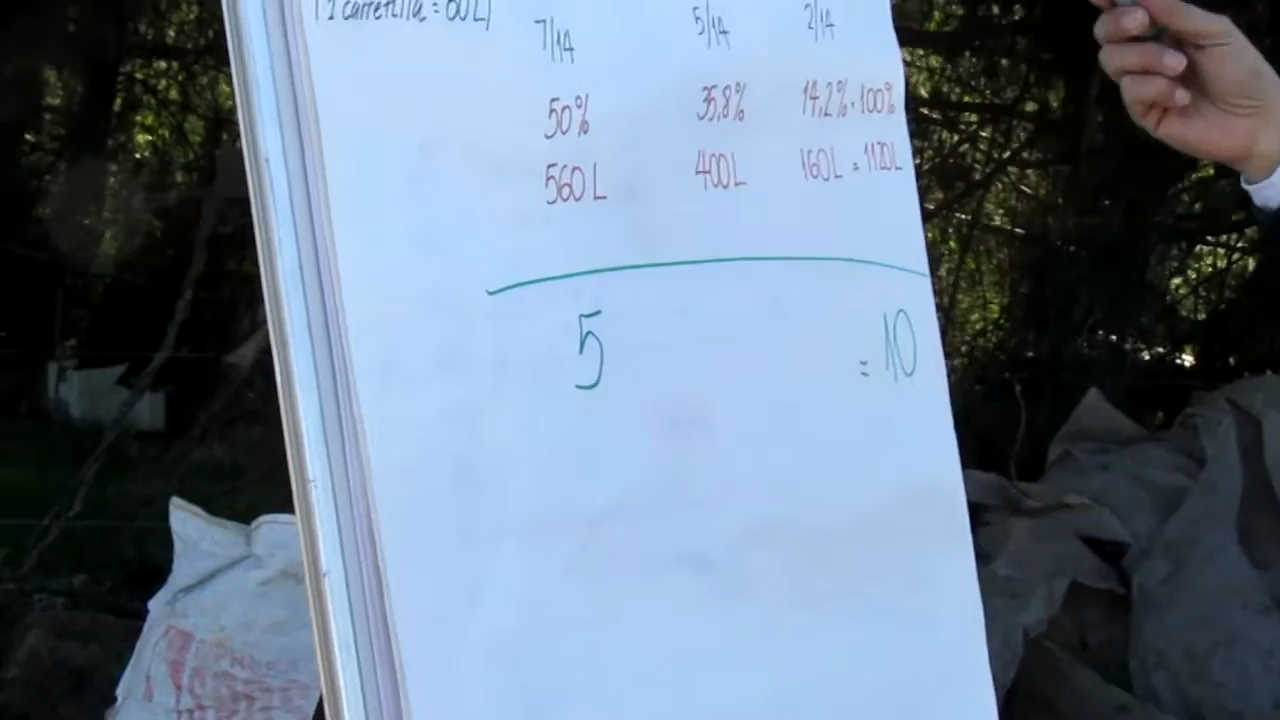 (1 carretilla = 80L)
7/14 5/14 2/14
50% 35,8% 14,2% = 100%
560 L 400L 160L = 1120L
5 = 10